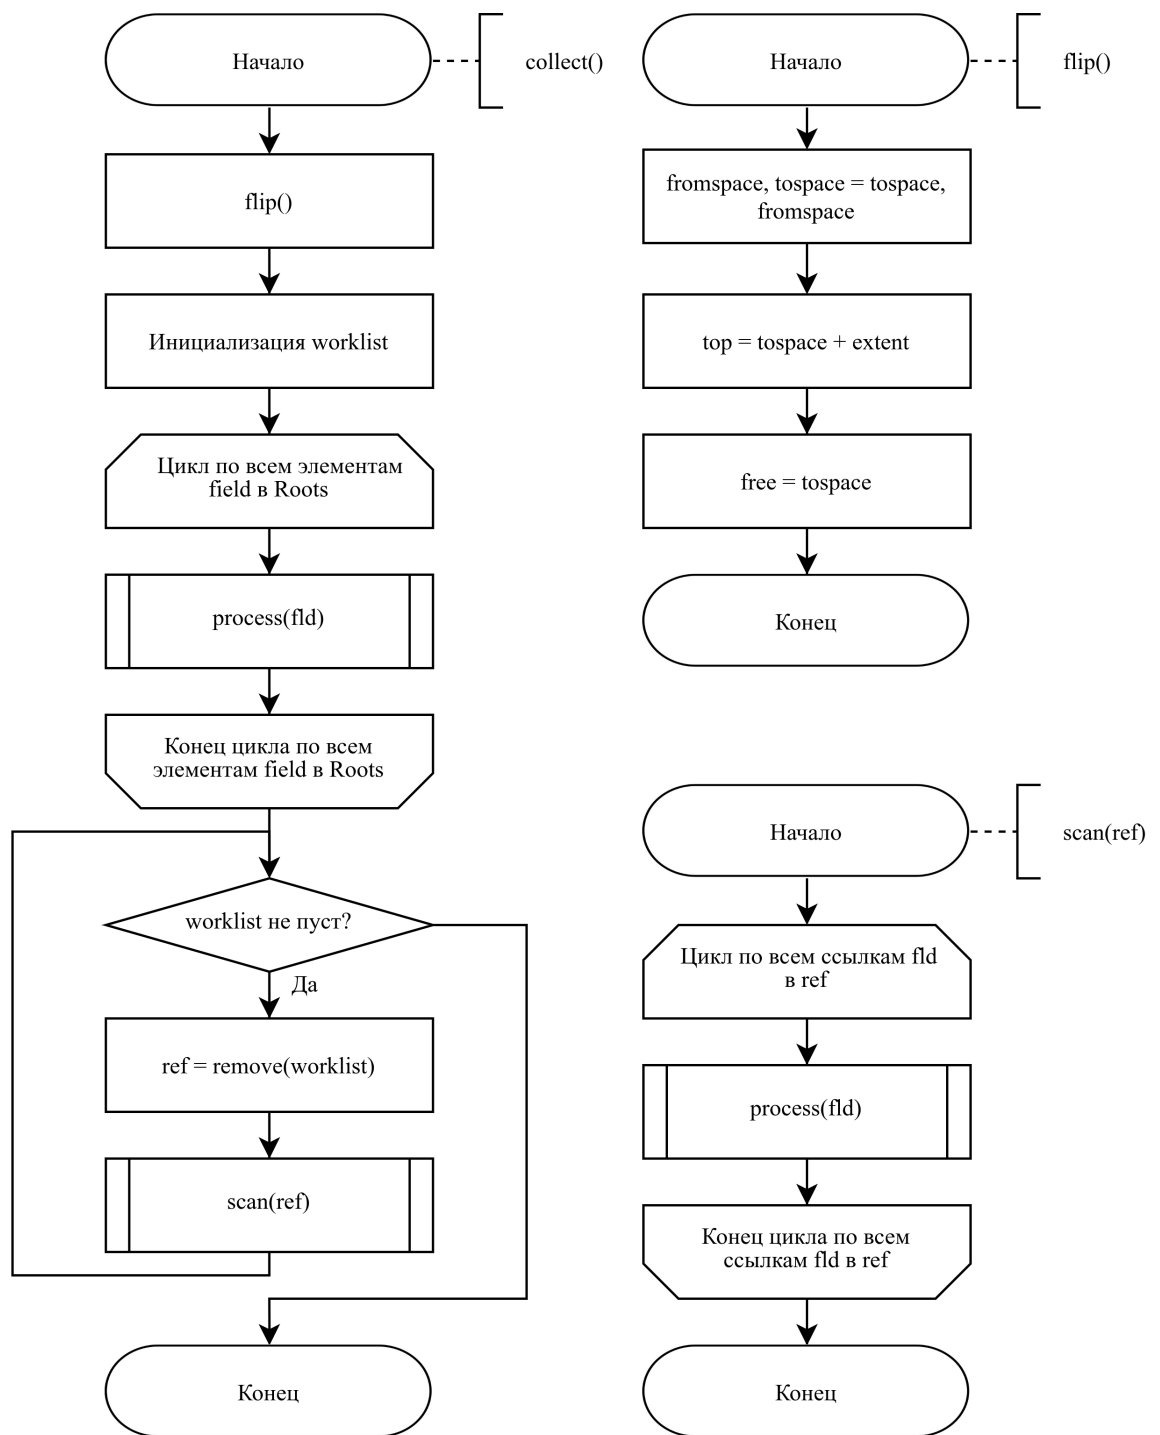 Начало
collect()
flip()
Инициализация worklist
Цикл по всем элементам
field в Roots
process(fld)
Конец цикла по всем
элементам field в Roots
worklist не пуст?
Да
ref = remove(worklist)
scan(ref)
Конец
Начало
flip()
fromspace, tospace = tospace,
fromspace
top = tospace + extent
free = tospace
Конец
Начало
scan(ref)
Цикл по всем ссылкам fld
в ref
process(fld)
Конец цикла по всем
ссылкам fld в ref
Конец